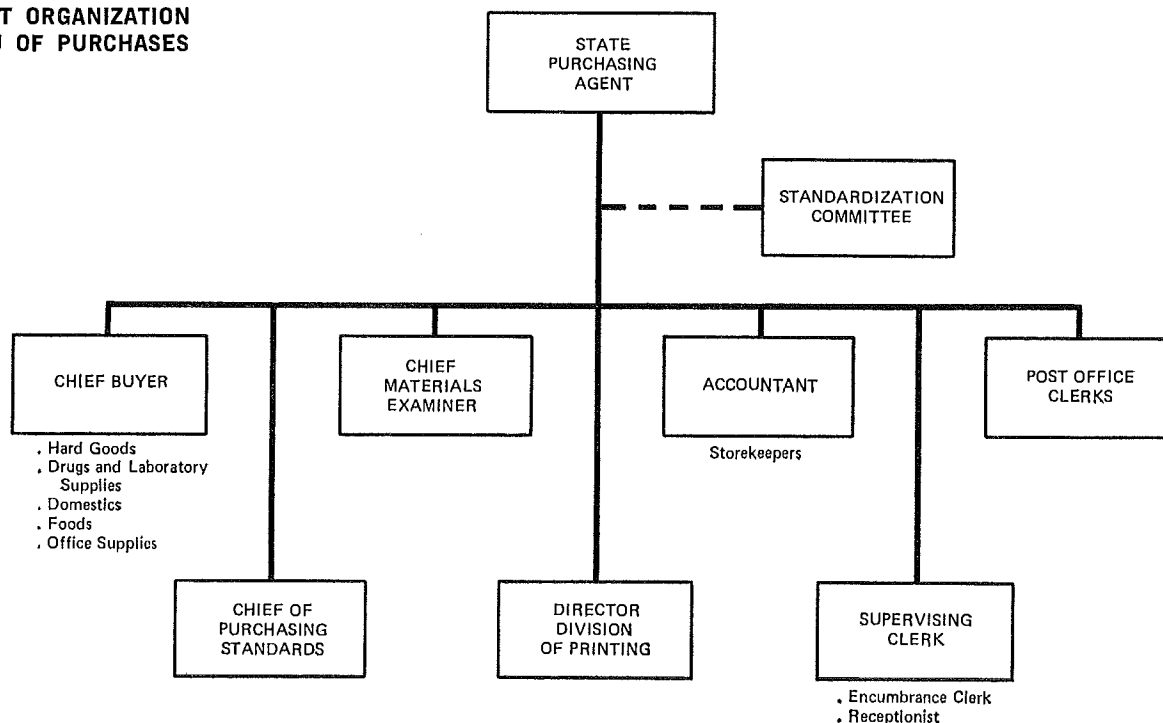 T ORGANIZATION
OF PURCHASES
STATE
PURCHASING
AGENT
STANDARDIZATION
COMMITTEE
CHIEF BUYER
. Hard Goods
. Drugs and Laboratory
Supplies
. Domestics
. Foods
. Office Supplies
CHIEF
MATERIALS
EXAMINER
ACCOUNTANT
Storekeepers
POST OFFICE
CLERKS
CHIEF OF
PURCHASING
STANDARDS
DIRECTOR
DIVISION
OF PRINTING
SUPERVISING
CLERK
. Encumbrance Clerk
. Receptionist